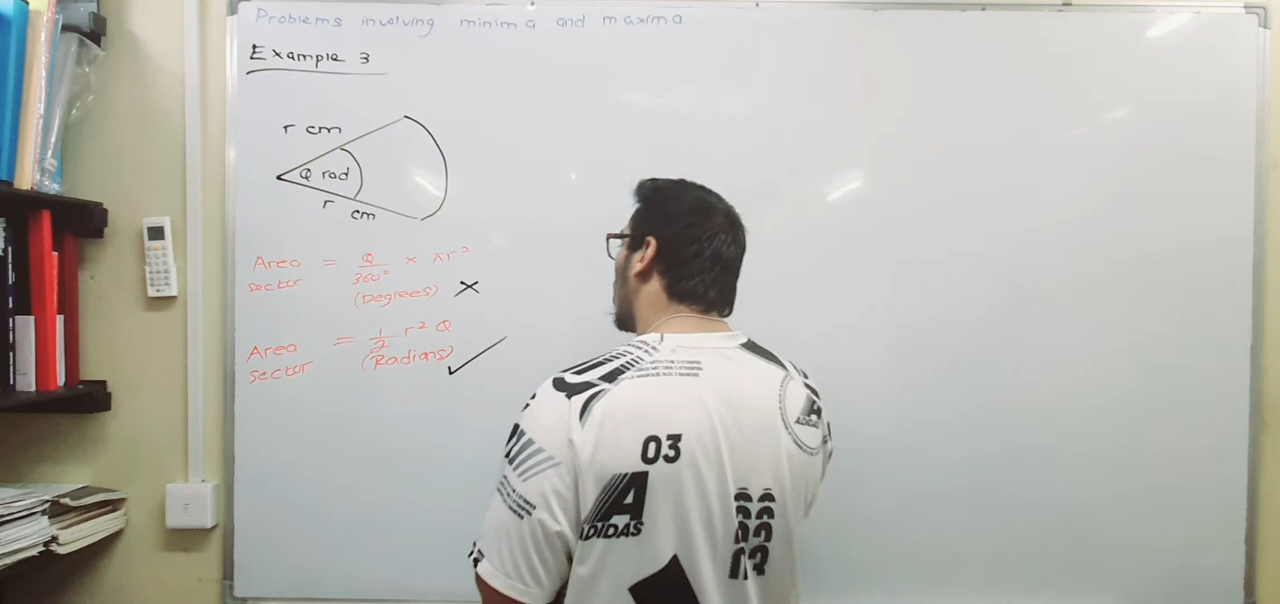 Problems involving minima and maxima
Example 3
r cm
Q rad
r cm
Area sector = Q/360° × πr²
(Degrees) ×
Area sector = 1/2 r² Q
(Radians) ✓
03
ADIDAS
03